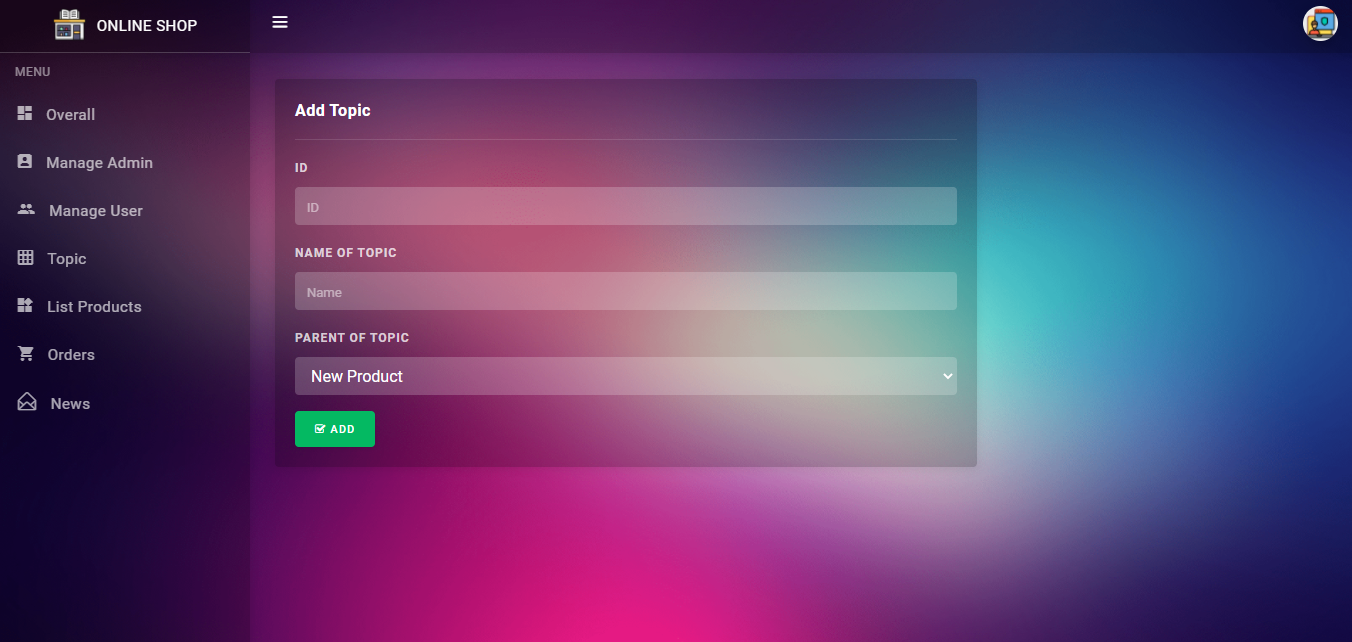 ONLINE SHOP
MENU
Overall
Manage Admin
Manage User
Topic
List Products
Orders
News
Add Topic
ID
ID
NAME OF TOPIC
Name
PARENT OF TOPIC
New Product
ADD